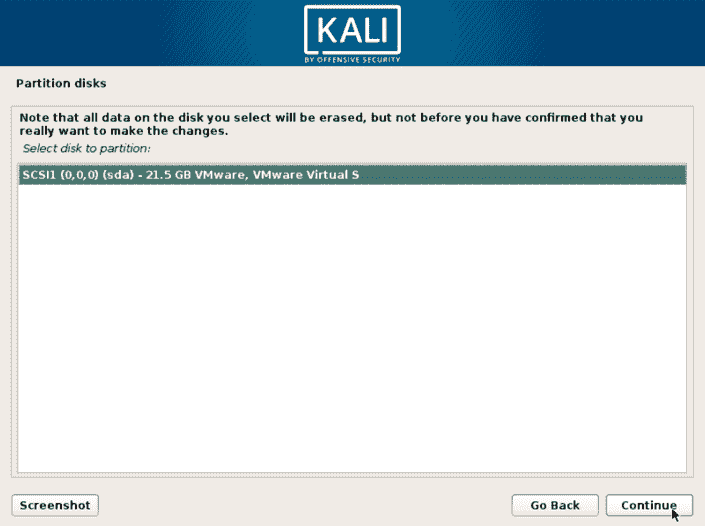 KALI
BY OFFENSIVE SECURITY
Partition disks
Note that all data on the disk you select will be erased, but not before you have confirmed that you
really want to make the changes.
Select disk to partition:
SCSI1 (0,0,0) (sda) - 21.5 GB VMware, VMware Virtual S
Screenshot
Go Back
Continue